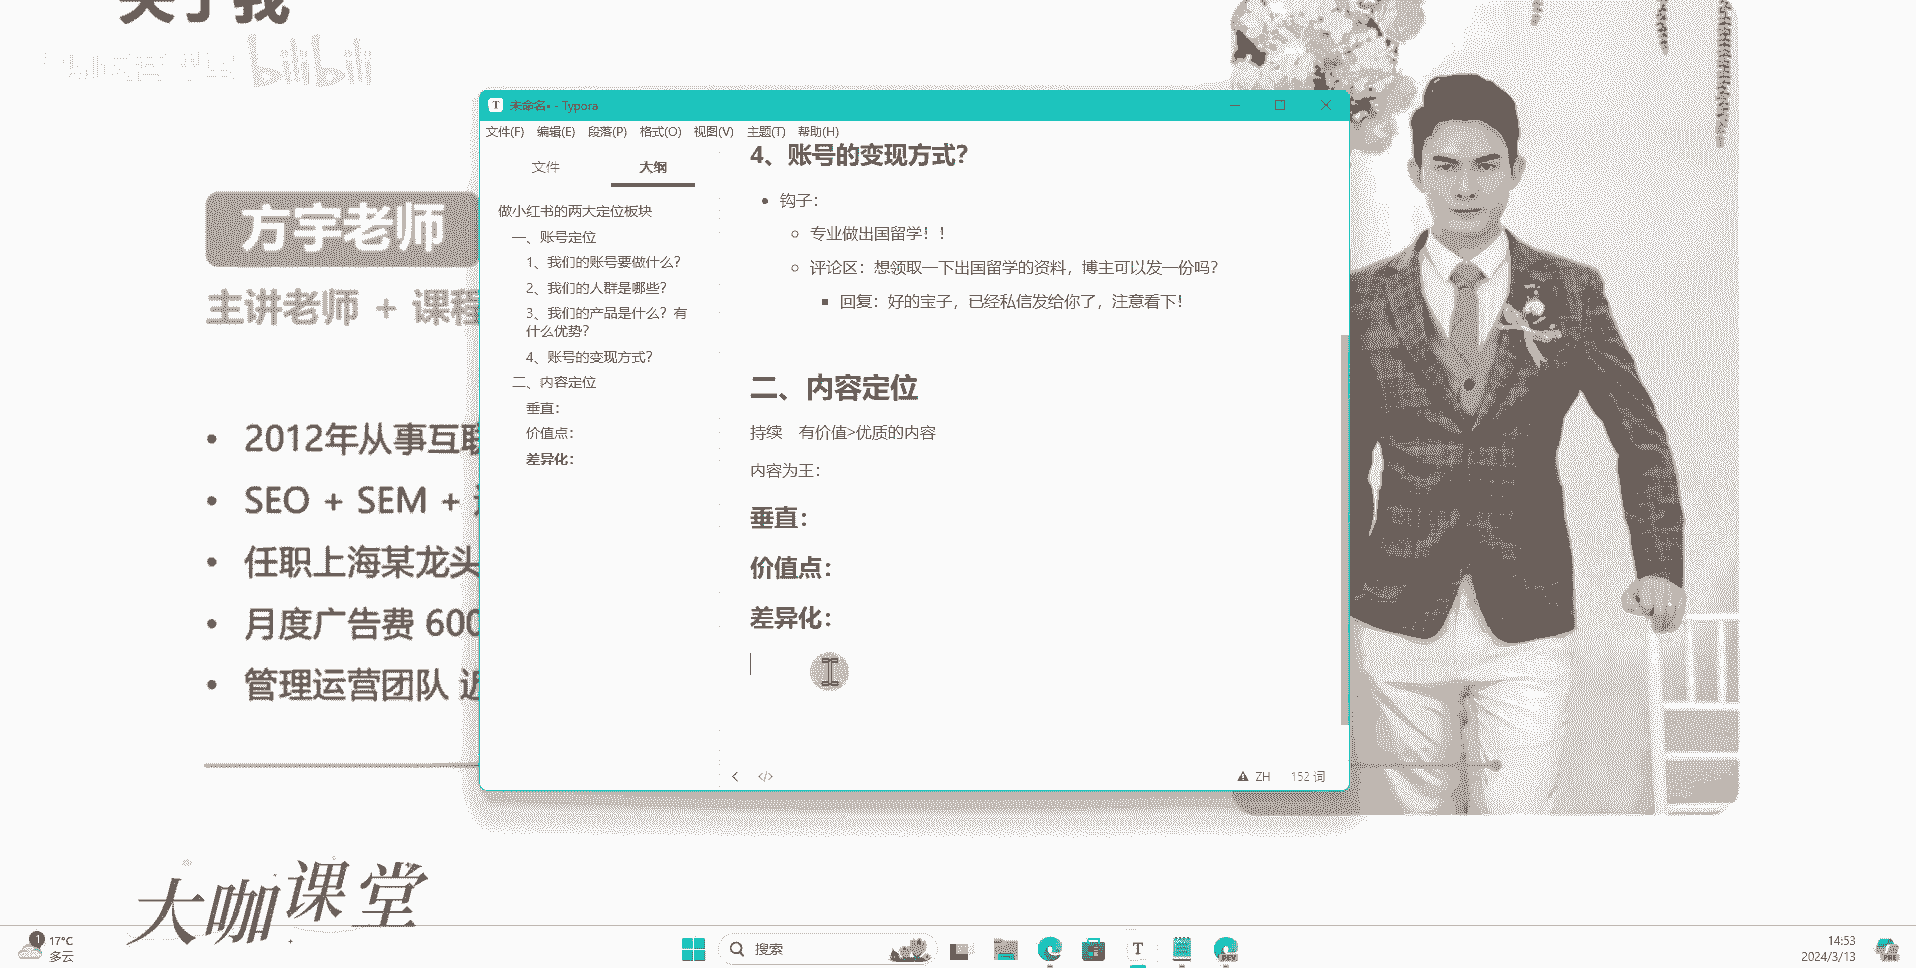 关于我
bilibili
方宇老师
主讲老师 + 课程
2012年从事互联
SEO + SEM +
任职上海某龙头
月度广告费 600
管理运营团队 近
大咖课堂
未命名• - Typora
文件(F) 编辑(E) 段落(P) 格式(O) 视图(V) 主题(T) 帮助(H)
文件 大纲
做小红书的两大定位板块
一、账号定位
1、我们的账号要做什么？
2、我们的人群是哪些？
3、我们的产品是什么？有
什么优势？
4、账号的变现方式？
二、内容定位
垂直：
价值点：
差异化：
4、账号的变现方式？
钩子：
专业做出国留学！！
评论区：想领取一下出国留学的资料，博主可以发一份吗？
回复：好的宝子，已经私信发给你了，注意看下！
二、内容定位
持续 有价值>优质的内容
内容为王：
垂直：
价值点：
差异化：
ZH 152 词
1
17°C
多云
搜索
T
DEV
14:53
2024/3/13
PRE